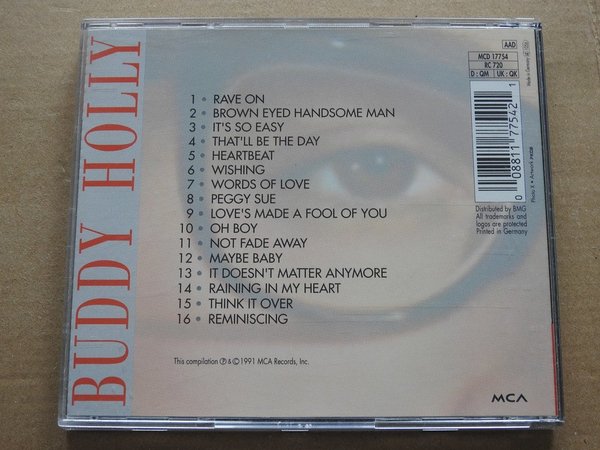 BUDDY HOLLY
1 • RAVE ON
2 • BROWN EYED HANDSOME MAN
3 • IT'S SO EASY
4 • THAT'LL BE THE DAY
5 • HEARTBEAT
6 • WISHING
7 • WORDS OF LOVE
8 • PEGGY SUE
9 • LOVE'S MADE A FOOL OF YOU
10 • OH BOY
11 • NOT FADE AWAY
12 • MAYBE BABY
13 • IT DOESN'T MATTER ANYMORE
14 • RAINING IN MY HEART
15 • THINK IT OVER
16 • REMINISCING
This compilation ℗ & © 1991 MCA Records, Inc.
AAD
MCD 17754
RC 720
D : QM UK : QK
0 08811 77542 1
Distributed by BMG
All trademarks and
logos are protected
Printed in Germany
MCA